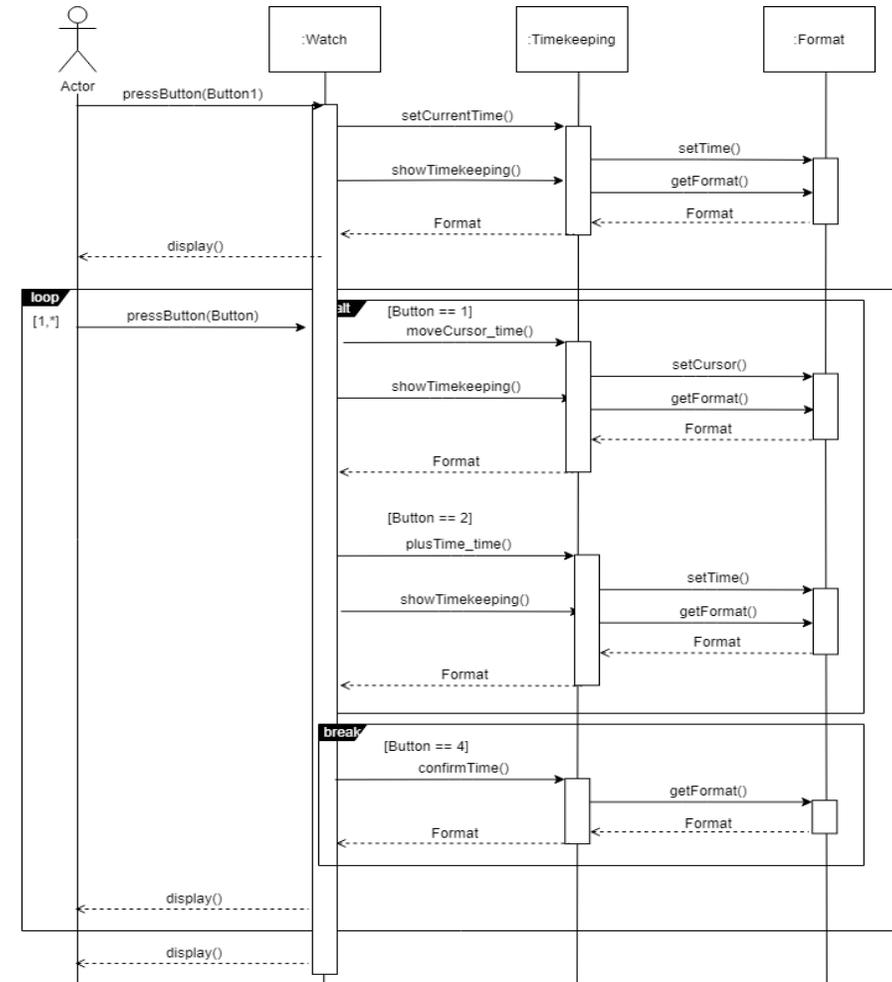 :Watch
:Timekeeping
:Format
Actor
pressButton(Button1)
setCurrentTime()
setTime()
showTimekeeping()
getFormat()
Format
Format
display()
loop
[1,*]
pressButton(Button)
alt
[Button == 1]
moveCursor_time()
setCursor()
showTimekeeping()
getFormat()
Format
Format
[Button == 2]
plusTime_time()
setTime()
showTimekeeping()
getFormat()
Format
Format
break
[Button == 4]
confirmTime()
getFormat()
Format
Format
display()
display()